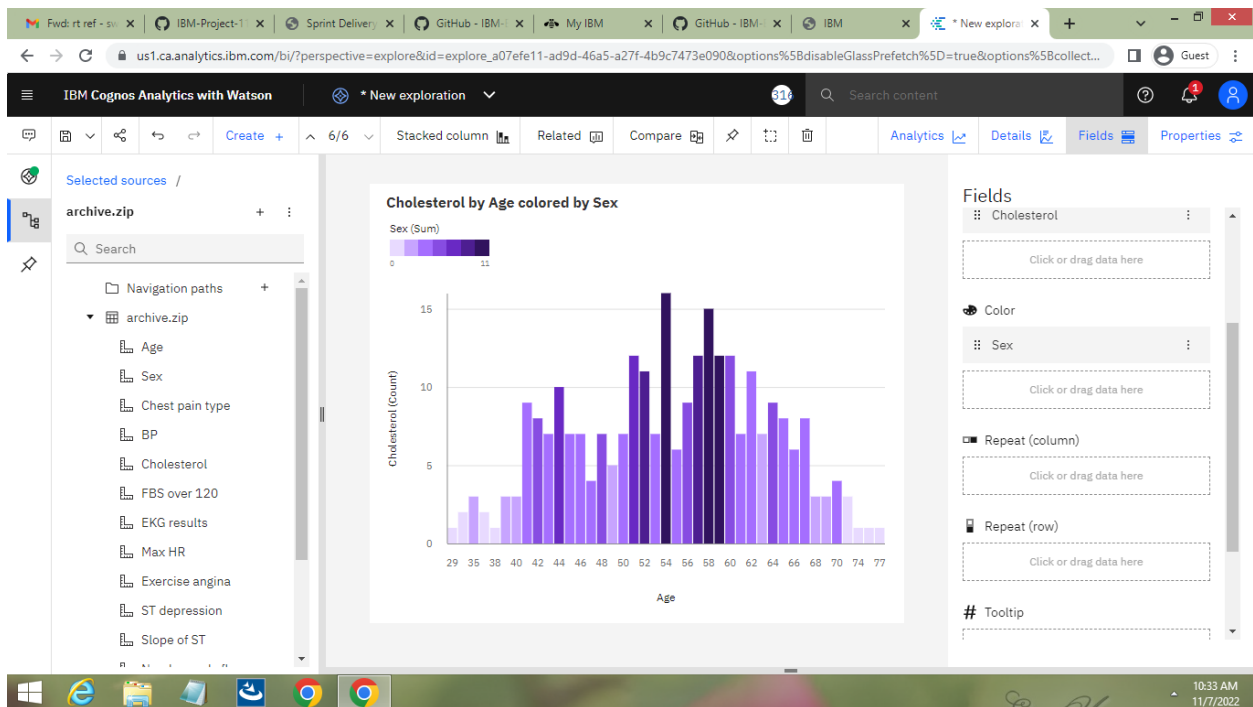 Fwd: rt ref - sw
IBM-Project-1
Sprint Delivery
GitHub - IBM-
My IBM
GitHub - IBM-
IBM
* New explora
us1.ca.analytics.ibm.com/bi/?perspective=explore&id=explore_a07efe11-ad9d-46a5-a27f-4b9c7473e090&options%5BdisableGlassPrefetch%5D=true&options%5Bcollect...
Guest
IBM Cognos Analytics with Watson
* New exploration
316
Search content
1
Create +
6/6
Stacked column
Related
Compare
Analytics
Details
Fields
Properties
Selected sources /
archive.zip
Search
Navigation paths
archive.zip
Age
Sex
Chest pain type
BP
Cholesterol
FBS over 120
EKG results
Max HR
Exercise angina
ST depression
Slope of ST
Cholesterol by Age colored by Sex
Sex (Sum)
0 11
Cholesterol (Count)
15
10
5
0
29 35 38 40 42 44 46 48 50 52 54 56 58 60 62 64 66 68 70 74 77
Age
Fields
Cholesterol
Click or drag data here
Color
Sex
Click or drag data here
Repeat (column)
Click or drag data here
Repeat (row)
Click or drag data here
# Tooltip
10:33 AM
11/7/2022